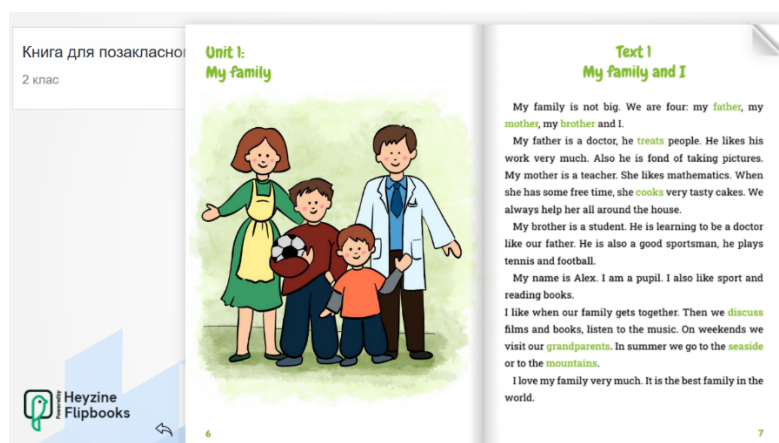 Книга для позакласно
2 клас
Unit 1:
My family
6
Text 1
My family and I
My family is not big. We are four: my father, my
mother, my brother and I.
My father is a doctor, he treats people. He likes his
work very much. Also he is fond of taking pictures.
My mother is a teacher. She likes mathematics. When
she has some free time, she cooks very tasty cakes. We
always help her all around the house.
My brother is a student. He is learning to be a doctor
like our father. He is also a good sportsman, he plays
tennis and football.
My name is Alex. I am a pupil. I also like sport and
reading books.
I like when our family gets together. Then we discuss
films and books, listen to the music. On weekends we
visit our grandparents. In summer we go to the seaside
or to the mountains.
I love my family very much. It is the best family in the
world.
7
Powered by
Heyzine
Flipbooks